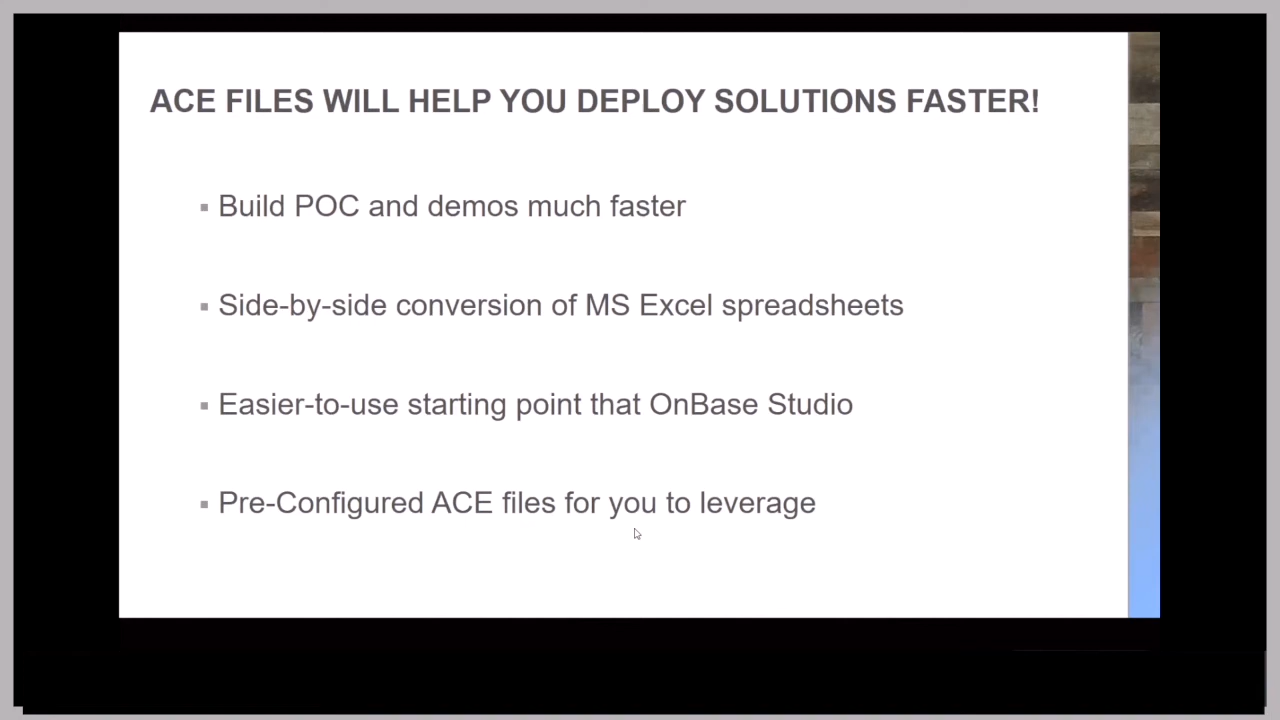 ACE FILES WILL HELP YOU DEPLOY SOLUTIONS FASTER!
Build POC and demos much faster
Side-by-side conversion of MS Excel spreadsheets
Easier-to-use starting point that OnBase Studio
Pre-Configured ACE files for you to leverage